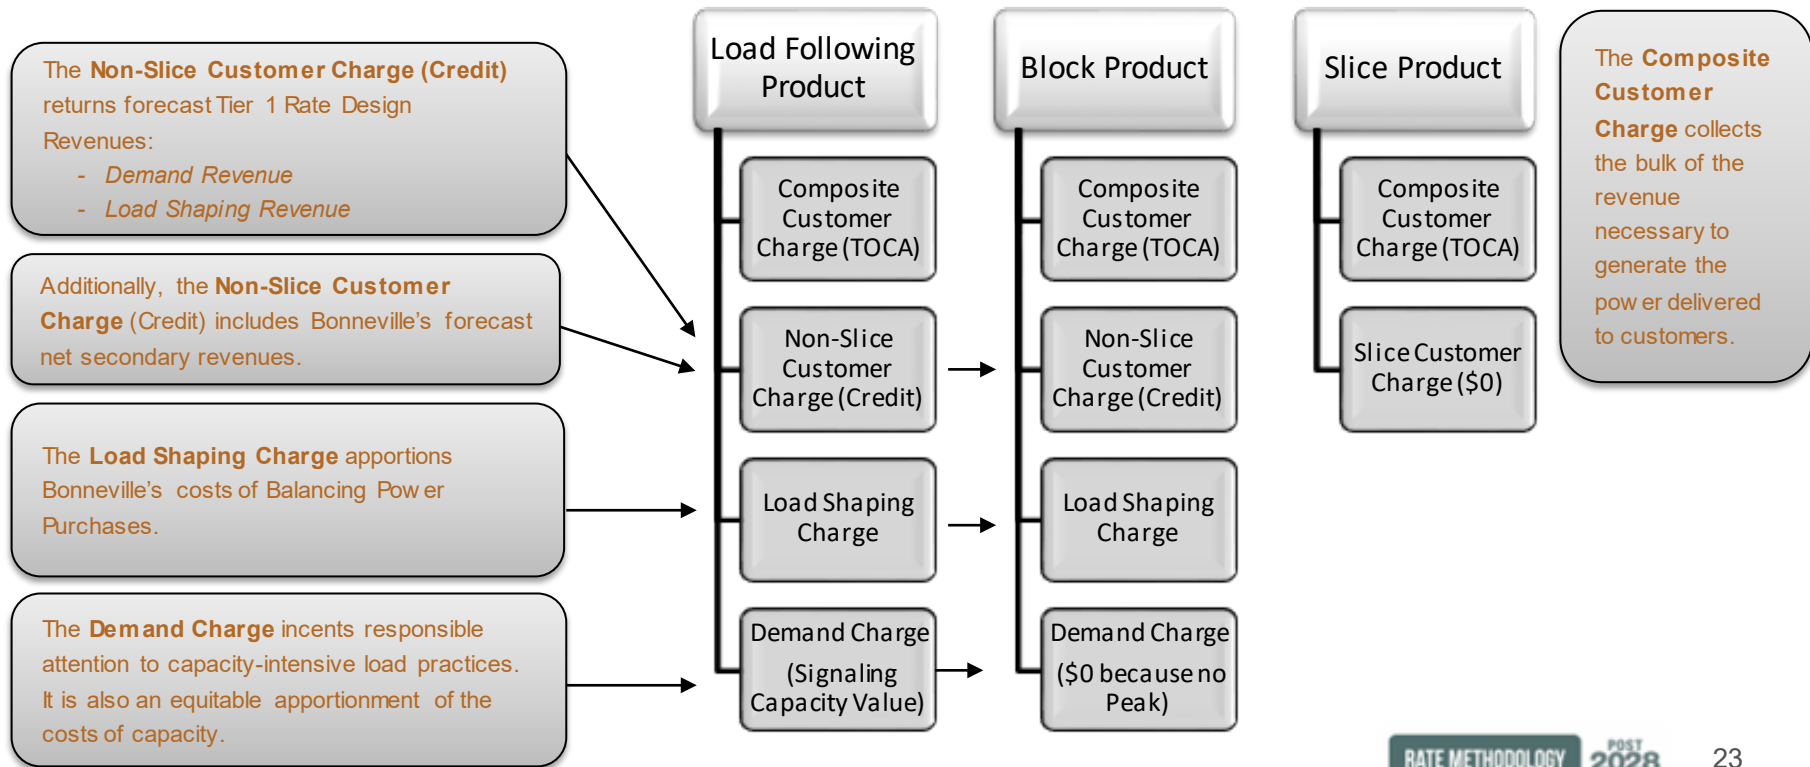 The Non-Slice Customer Charge (Credit)
returns forecast Tier 1 Rate Design
Revenues:
- Demand Revenue
- Load Shaping Revenue
Additionally, the Non-Slice Customer
Charge (Credit) includes Bonneville's forecast
net secondary revenues.
The Load Shaping Charge apportions
Bonneville's costs of Balancing Power
Purchases.
The Demand Charge incents responsible
attention to capacity-intensive load practices.
It is also an equitable apportionment of the
costs of capacity.
Load Following
Product
Composite
Customer
Charge (TOCA)
Non-Slice
Customer
Charge (Credit)
Load Shaping
Charge
Demand Charge
(Signaling
Capacity Value)
Block Product
Composite
Customer
Charge (TOCA)
Non-Slice
Customer
Charge (Credit)
Load Shaping
Charge
Demand Charge
($0 because no
Peak)
Slice Product
Composite
Customer
Charge (TOCA)
Slice Customer
Charge ($0)
The Composite
Customer
Charge collects
the bulk of the
revenue
necessary to
generate the
power delivered
to customers.
RATE METHODOLOGY
POST
2028
23